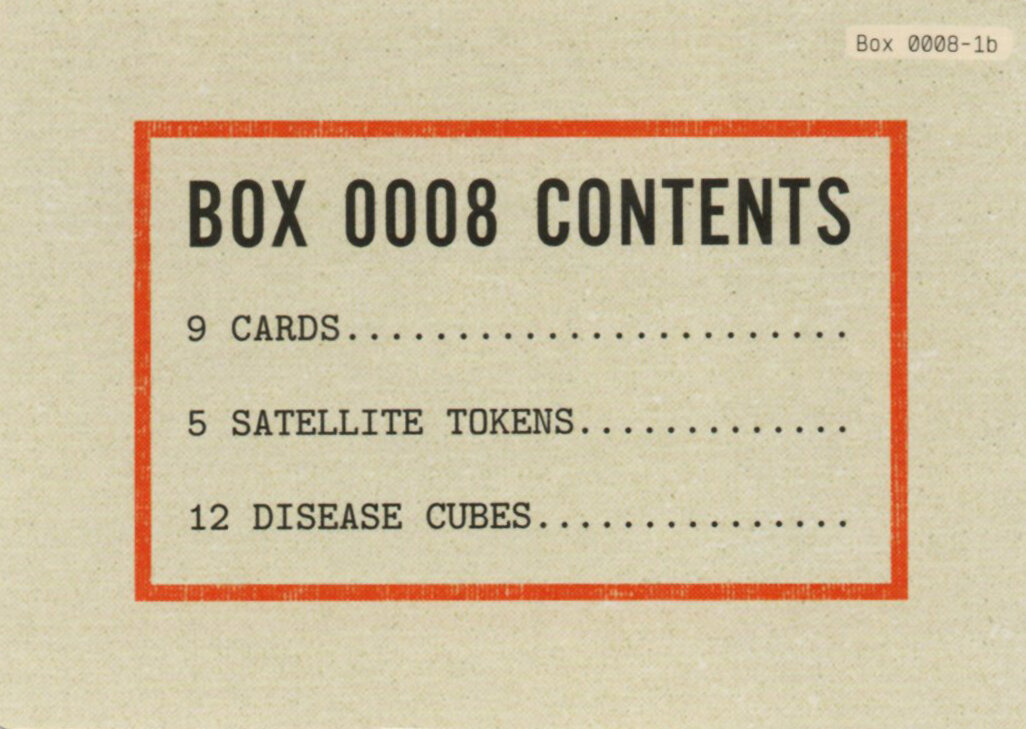 Box 0008-1b
BOX 0008 CONTENTS
9 CARDS........................
5 SATELLITE TOKENS.............
12 DISEASE CUBES...............